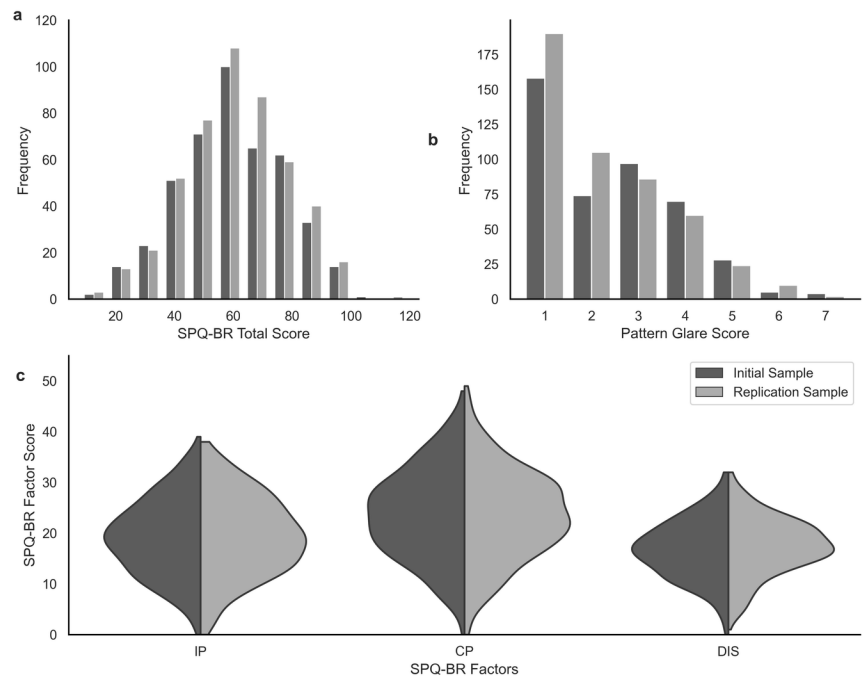 a
120
100
80
60
40
20
0
Frequency
20 40 60 80 100 120
SPQ-BR Total Score
b
175
150
125
100
75
50
25
0
Frequency
1 2 3 4 5 6 7
Pattern Glare Score
c
Initial Sample
Replication Sample
50
40
30
20
10
0
SPQ-BR Factor Score
IP CP DIS
SPQ-BR Factors